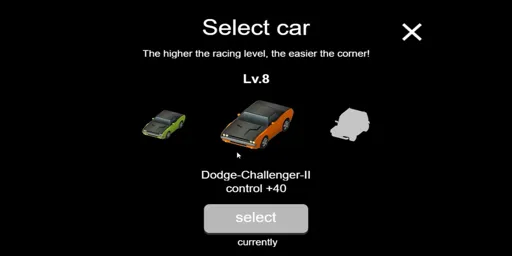 Select car
The higher the racing level, the easier the corner!
Lv.8
Dodge-Challenger-II
control +40
select
currently